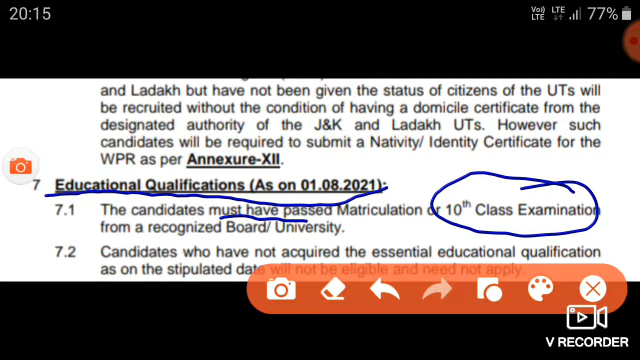 20:15
Vo)) LTE LTE 77%
and Ladakh but have not been given the status of citizens of the UTs will
be recruited without the condition of having a domicile certificate from the
designated authority of the J&K and Ladakh UTs. However such
candidates will be required to submit a Nativity/ Identity Certificate for the
WPR as per Annexure-XII.
7 Educational Qualifications (As on 01.08.2021):
7.1 The candidates must have passed Matriculation or 10th Class Examination
from a recognized Board/ University.
7.2 Candidates who have not acquired the essential educational qualification
as on the stipulated date will not be eligible and need not apply.
V RECORDER